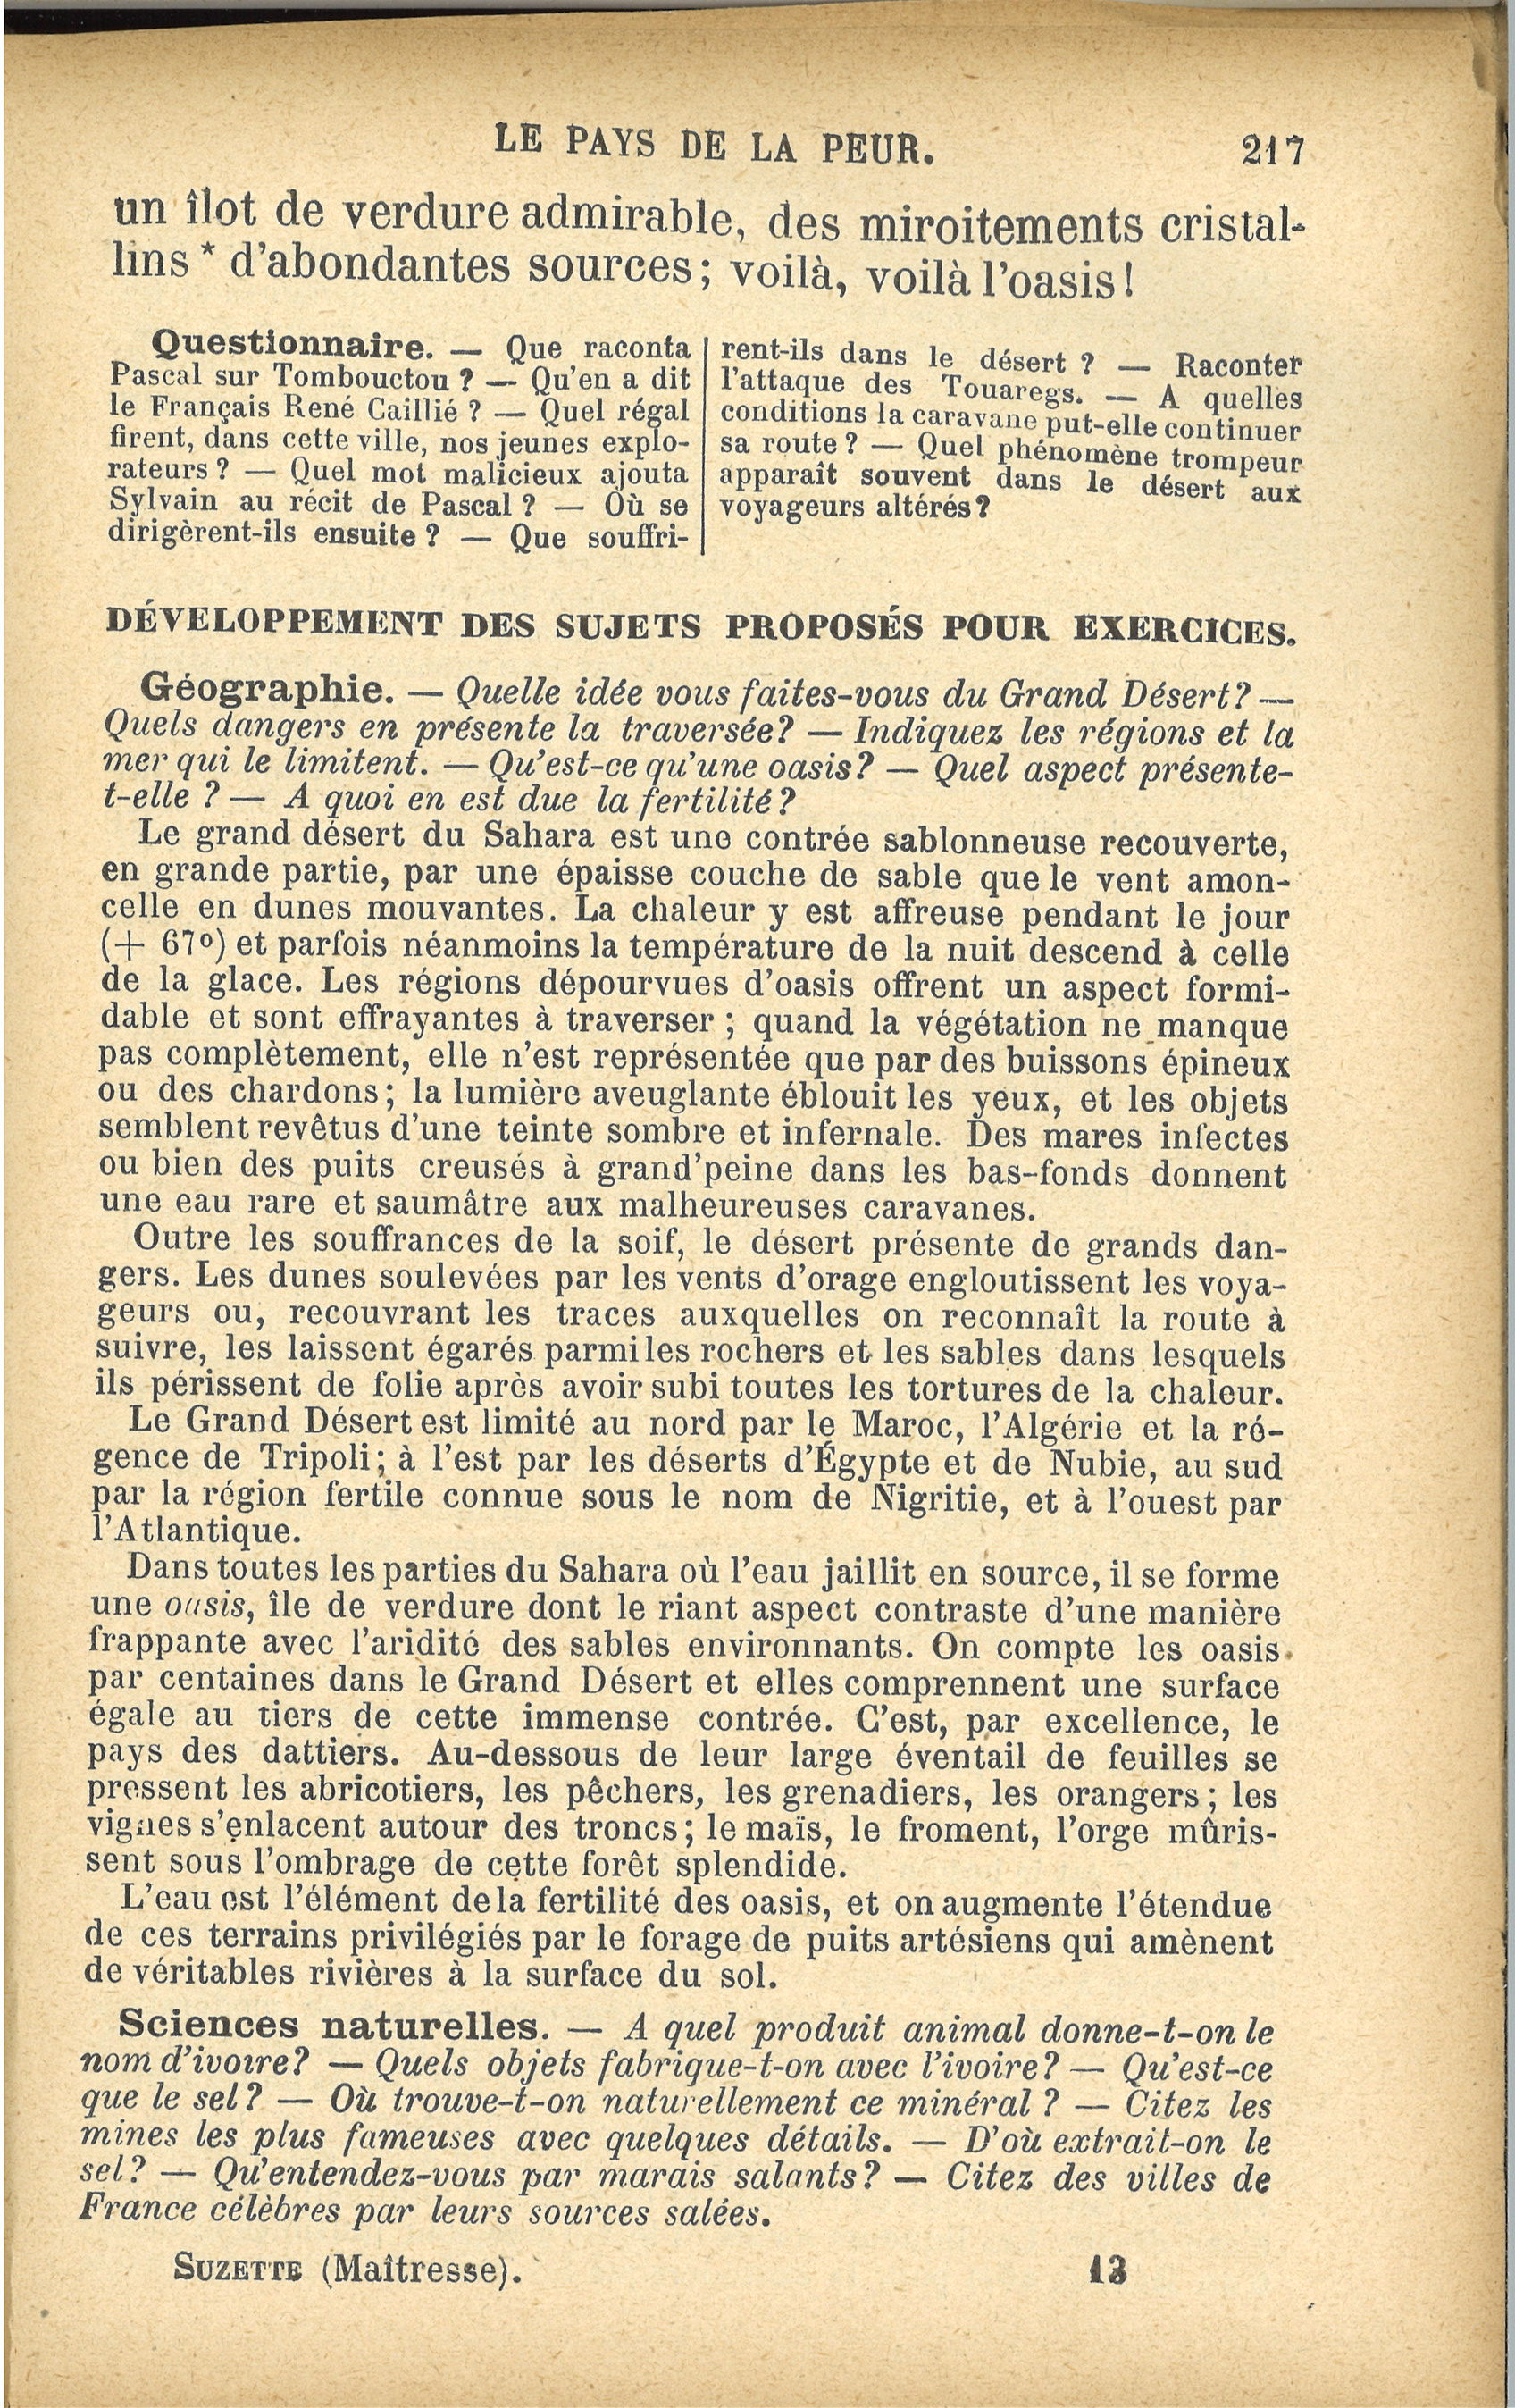 LE PAYS DE LA PEUR. 217
un îlot de verdure admirable, des miroitements cristal-
lins * d'abondantes sources; voilà, voilà l'oasis!
Questionnaire. — Que raconta
Pascal sur Tombouctou ? — Qu'en a dit
le Français René Caillié ? — Quel régal
firent, dans cette ville, nos jeunes explo-
rateurs ? — Quel mot malicieux ajouta
Sylvain au récit de Pascal ? — Où se
dirigèrent-ils ensuite ? — Que souffri-
rent-ils dans le désert ? — Raconter
l'attaque des Touaregs. — A quelles
conditions la caravane put-elle continuer
sa route ? — Quel phénomène trompeur
apparaît souvent dans le désert aux
voyageurs altérés ?
DÉVELOPPEMENT DES SUJETS PROPOSÉS POUR EXERCICES.
Géographie. — Quelle idée vous faites-vous du Grand Désert? —
Quels dangers en présente la traversée? — Indiquez les régions et la
mer qui le limitent. — Qu'est-ce qu'une oasis? — Quel aspect présente-
t-elle ? — A quoi en est due la fertilité ?
Le grand désert du Sahara est une contrée sablonneuse recouverte,
en grande partie, par une épaisse couche de sable que le vent amon-
celle en dunes mouvantes. La chaleur y est affreuse pendant le jour
(+ 67°) et parfois néanmoins la température de la nuit descend à celle
de la glace. Les régions dépourvues d'oasis offrent un aspect formi-
dable et sont effrayantes à traverser ; quand la végétation ne manque
pas complètement, elle n'est représentée que par des buissons épineux
ou des chardons; la lumière aveuglante éblouit les yeux, et les objets
semblent revêtus d'une teinte sombre et infernale. Des mares infectes
ou bien des puits creusés à grand'peine dans les bas-fonds donnent
une eau rare et saumâtre aux malheureuses caravanes.
Outre les souffrances de la soif, le désert présente de grands dan-
gers. Les dunes soulevées par les vents d'orage engloutissent les voya-
geurs ou, recouvrant les traces auxquelles on reconnaît la route à
suivre, les laissent égarés parmi les rochers et les sables dans lesquels
ils périssent de folie après avoir subi toutes les tortures de la chaleur.
Le Grand Désert est limité au nord par le Maroc, l'Algérie et la ré-
gence de Tripoli; à l'est par les déserts d'Égypte et de Nubie, au sud
par la région fertile connue sous le nom de Nigritie, et à l'ouest par
l'Atlantique.
Dans toutes les parties du Sahara où l'eau jaillit en source, il se forme
une oasis, île de verdure dont le riant aspect contraste d'une manière
frappante avec l'aridité des sables environnants. On compte les oasis
par centaines dans le Grand Désert et elles comprennent une surface
égale au tiers de cette immense contrée. C'est, par excellence, le
pays des dattiers. Au-dessous de leur large éventail de feuilles se
pressent les abricotiers, les pêchers, les grenadiers, les orangers ; les
vignes s'enlacent autour des troncs; le maïs, le froment, l'orge mûris-
sent sous l'ombrage de cette forêt splendide.
L'eau est l'élément de la fertilité des oasis, et on augmente l'étendue
de ces terrains privilégiés par le forage de puits artésiens qui amènent
de véritables rivières à la surface du sol.
Sciences naturelles. — A quel produit animal donne-t-on le
nom d'ivoire? — Quels objets fabrique-t-on avec l'ivoire? — Qu'est-ce
que le sel ? — Où trouve-t-on naturellement ce minéral ? — Citez les
mines les plus fameuses avec quelques détails. — D'où extrait-on le
sel? — Qu'entendez-vous par marais salants? — Citez des villes de
France célèbres par leurs sources salées.
SUZETTE (Maîtresse). 13